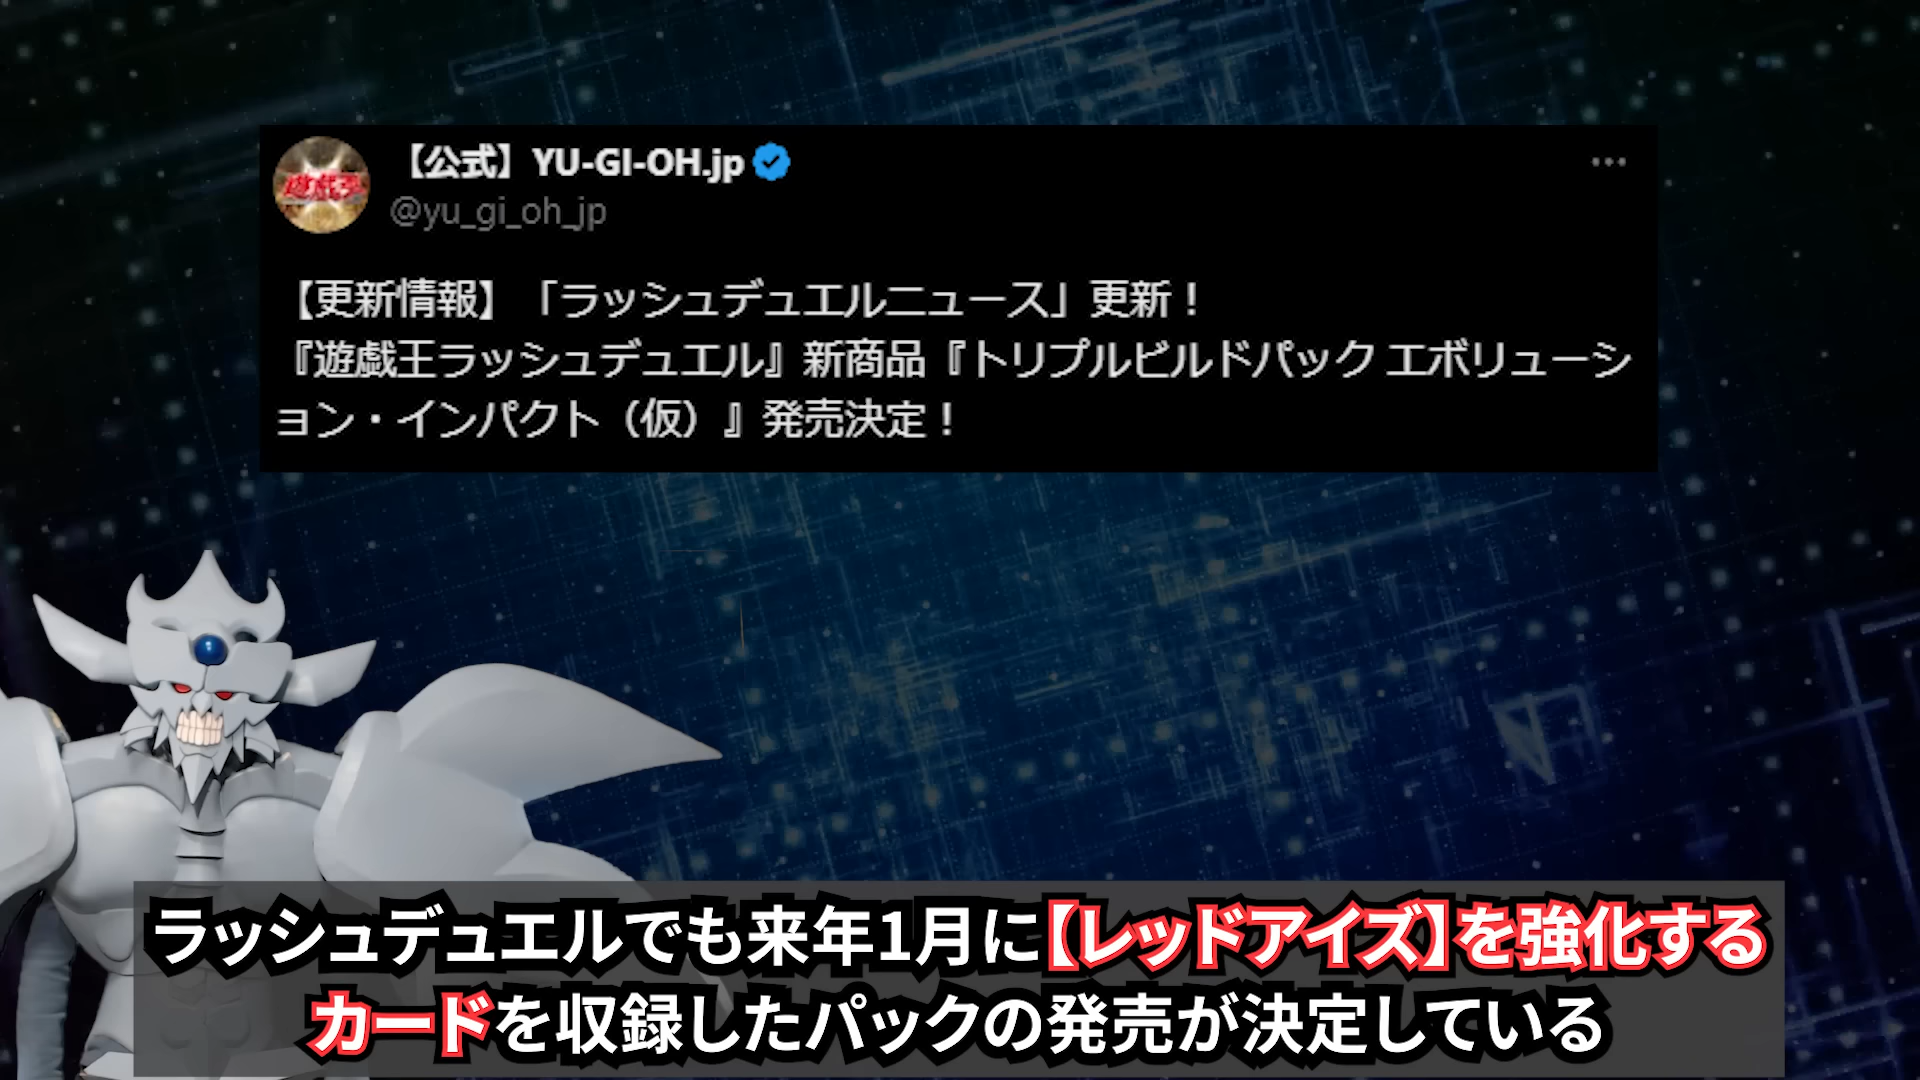 遊戯王
【公式】YU-GI-OH.jp
@yu_gi_oh_jp
【更新情報】「ラッシュデュエルニュース」更新！
『遊戯王ラッシュデュエル』新商品『トリプルビルドパック エボリューシ
ョン・インパクト（仮）』発売決定！
ラッシュデュエルでも来年1月に【レッドアイズ】を強化する
カードを収録したパックの発売が決定している